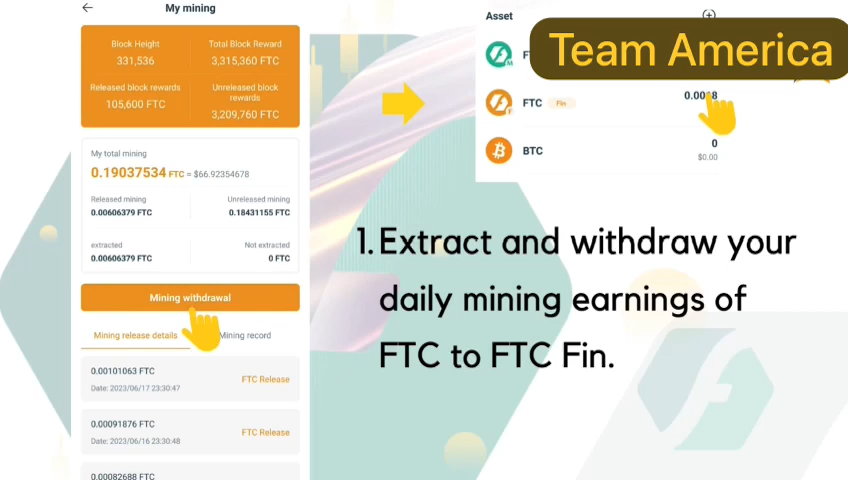 My mining
Block Height
Total Block Reward
331,536
3,315,360 FTC
Released block rewards
Unreleased block
rewards
105,600 FTC
3,209,760 FTC
My total mining
0.19037534 FTC = $66.92354678
Released mining
Unreleased mining
0.00606379 FTC
0.18431155 FTC
extracted
Not extracted
0.00606379 FTC
0 FTC
Mining withdrawal
Mining release details
Mining record
0.00101063 FTC
Date: 2023/06/17 23:30:47
FTC Release
0.00091876 FTC
Date: 2023/06/16 23:30:48
FTC Release
0.00082688 FTC
Asset
Team America
FTC Fin
BTC
0
$0.00
1. Extract and withdraw your
daily mining earnings of
FTC to FTC Fin.